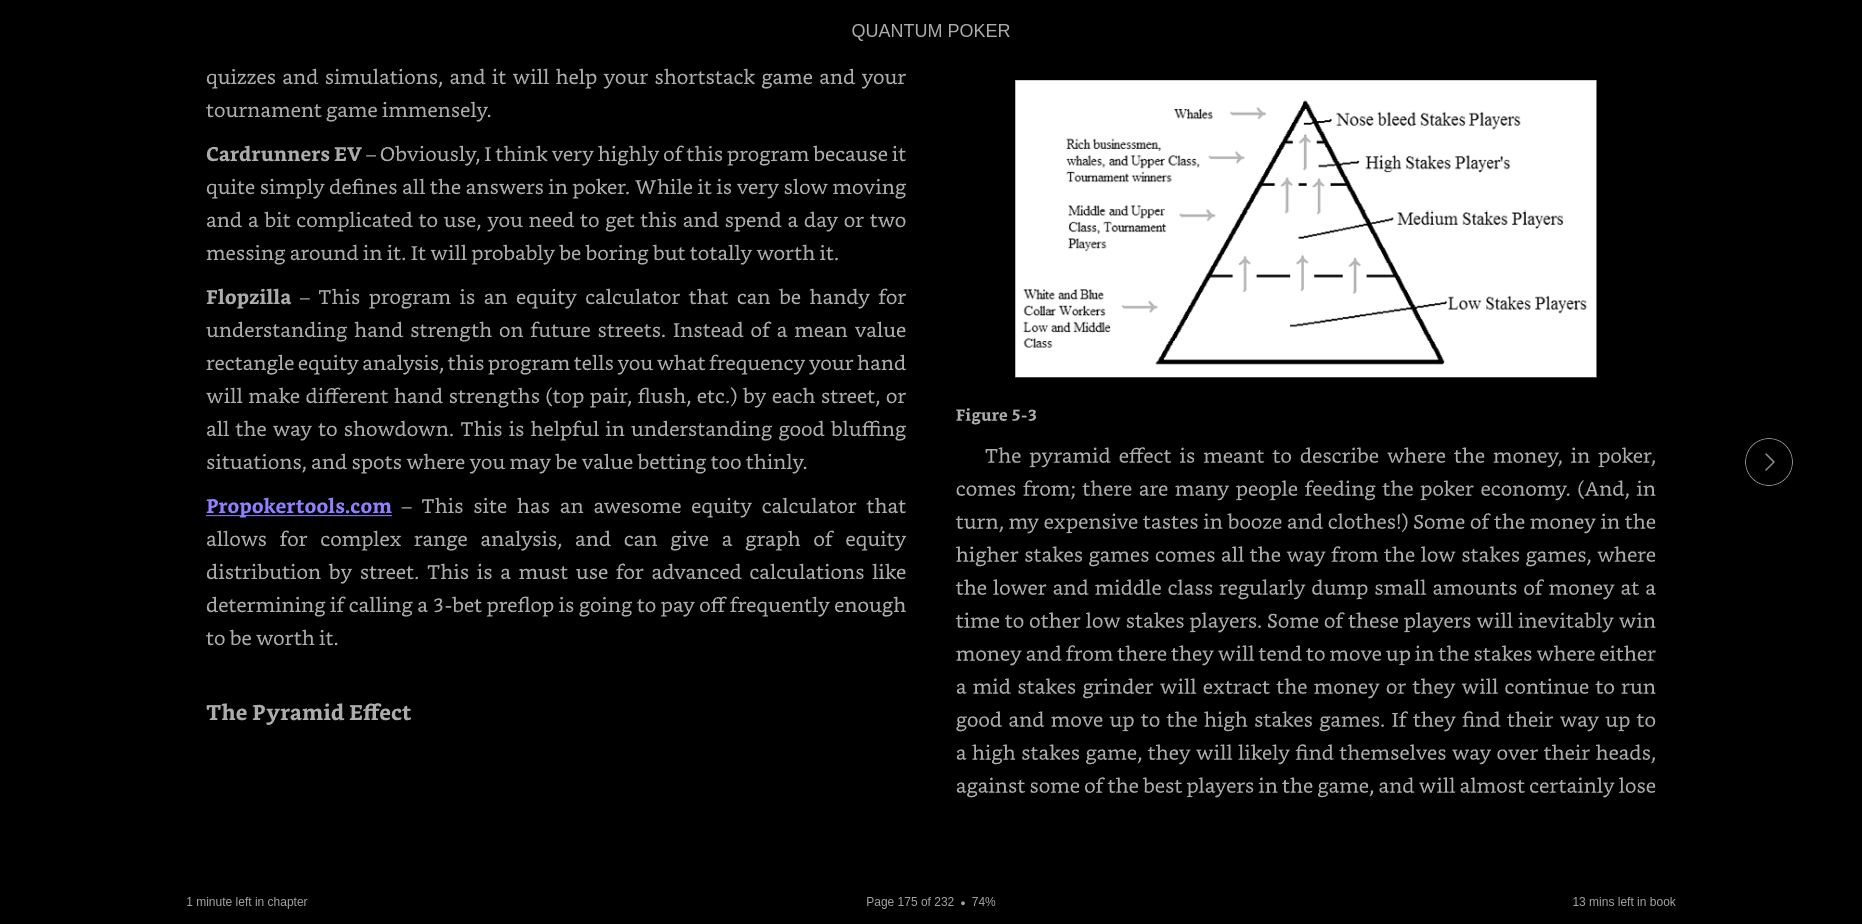 QUANTUM POKER
quizzes and simulations, and it will help your shortstack game and your
tournament game immensely.
Cardrunners EV – Obviously, I think very highly of this program because it
quite simply defines all the answers in poker. While it is very slow moving
and a bit complicated to use, you need to get this and spend a day or two
messing around in it. It will probably be boring but totally worth it.
Flopzilla – This program is an equity calculator that can be handy for
understanding hand strength on future streets. Instead of a mean value
rectangle equity analysis, this program tells you what frequency your hand
will make different hand strengths (top pair, flush, etc.) by each street, or
all the way to showdown. This is helpful in understanding good bluffing
situations, and spots where you may be value betting too thinly.
Propokertools.com – This site has an awesome equity calculator that
allows for complex range analysis, and can give a graph of equity
distribution by street. This is a must use for advanced calculations like
determining if calling a 3-bet preflop is going to pay off frequently enough
to be worth it.
The Pyramid Effect
Whales
Nose bleed Stakes Players
Rich businessmen,
whales, and Upper Class,
Tournament winners
High Stakes Player's
Middle and Upper
Class, Tournament
Players
Medium Stakes Players
White and Blue
Collar Workers
Low and Middle
Class
Low Stakes Players
Figure 5-3
The pyramid effect is meant to describe where the money, in poker,
comes from; there are many people feeding the poker economy. (And, in
turn, my expensive tastes in booze and clothes!) Some of the money in the
higher stakes games comes all the way from the low stakes games, where
the lower and middle class regularly dump small amounts of money at a
time to other low stakes players. Some of these players will inevitably win
money and from there they will tend to move up in the stakes where either
a mid stakes grinder will extract the money or they will continue to run
good and move up to the high stakes games. If they find their way up to
a high stakes game, they will likely find themselves way over their heads,
against some of the best players in the game, and will almost certainly lose
1 minute left in chapter
Page 175 of 232 • 74%
13 mins left in book